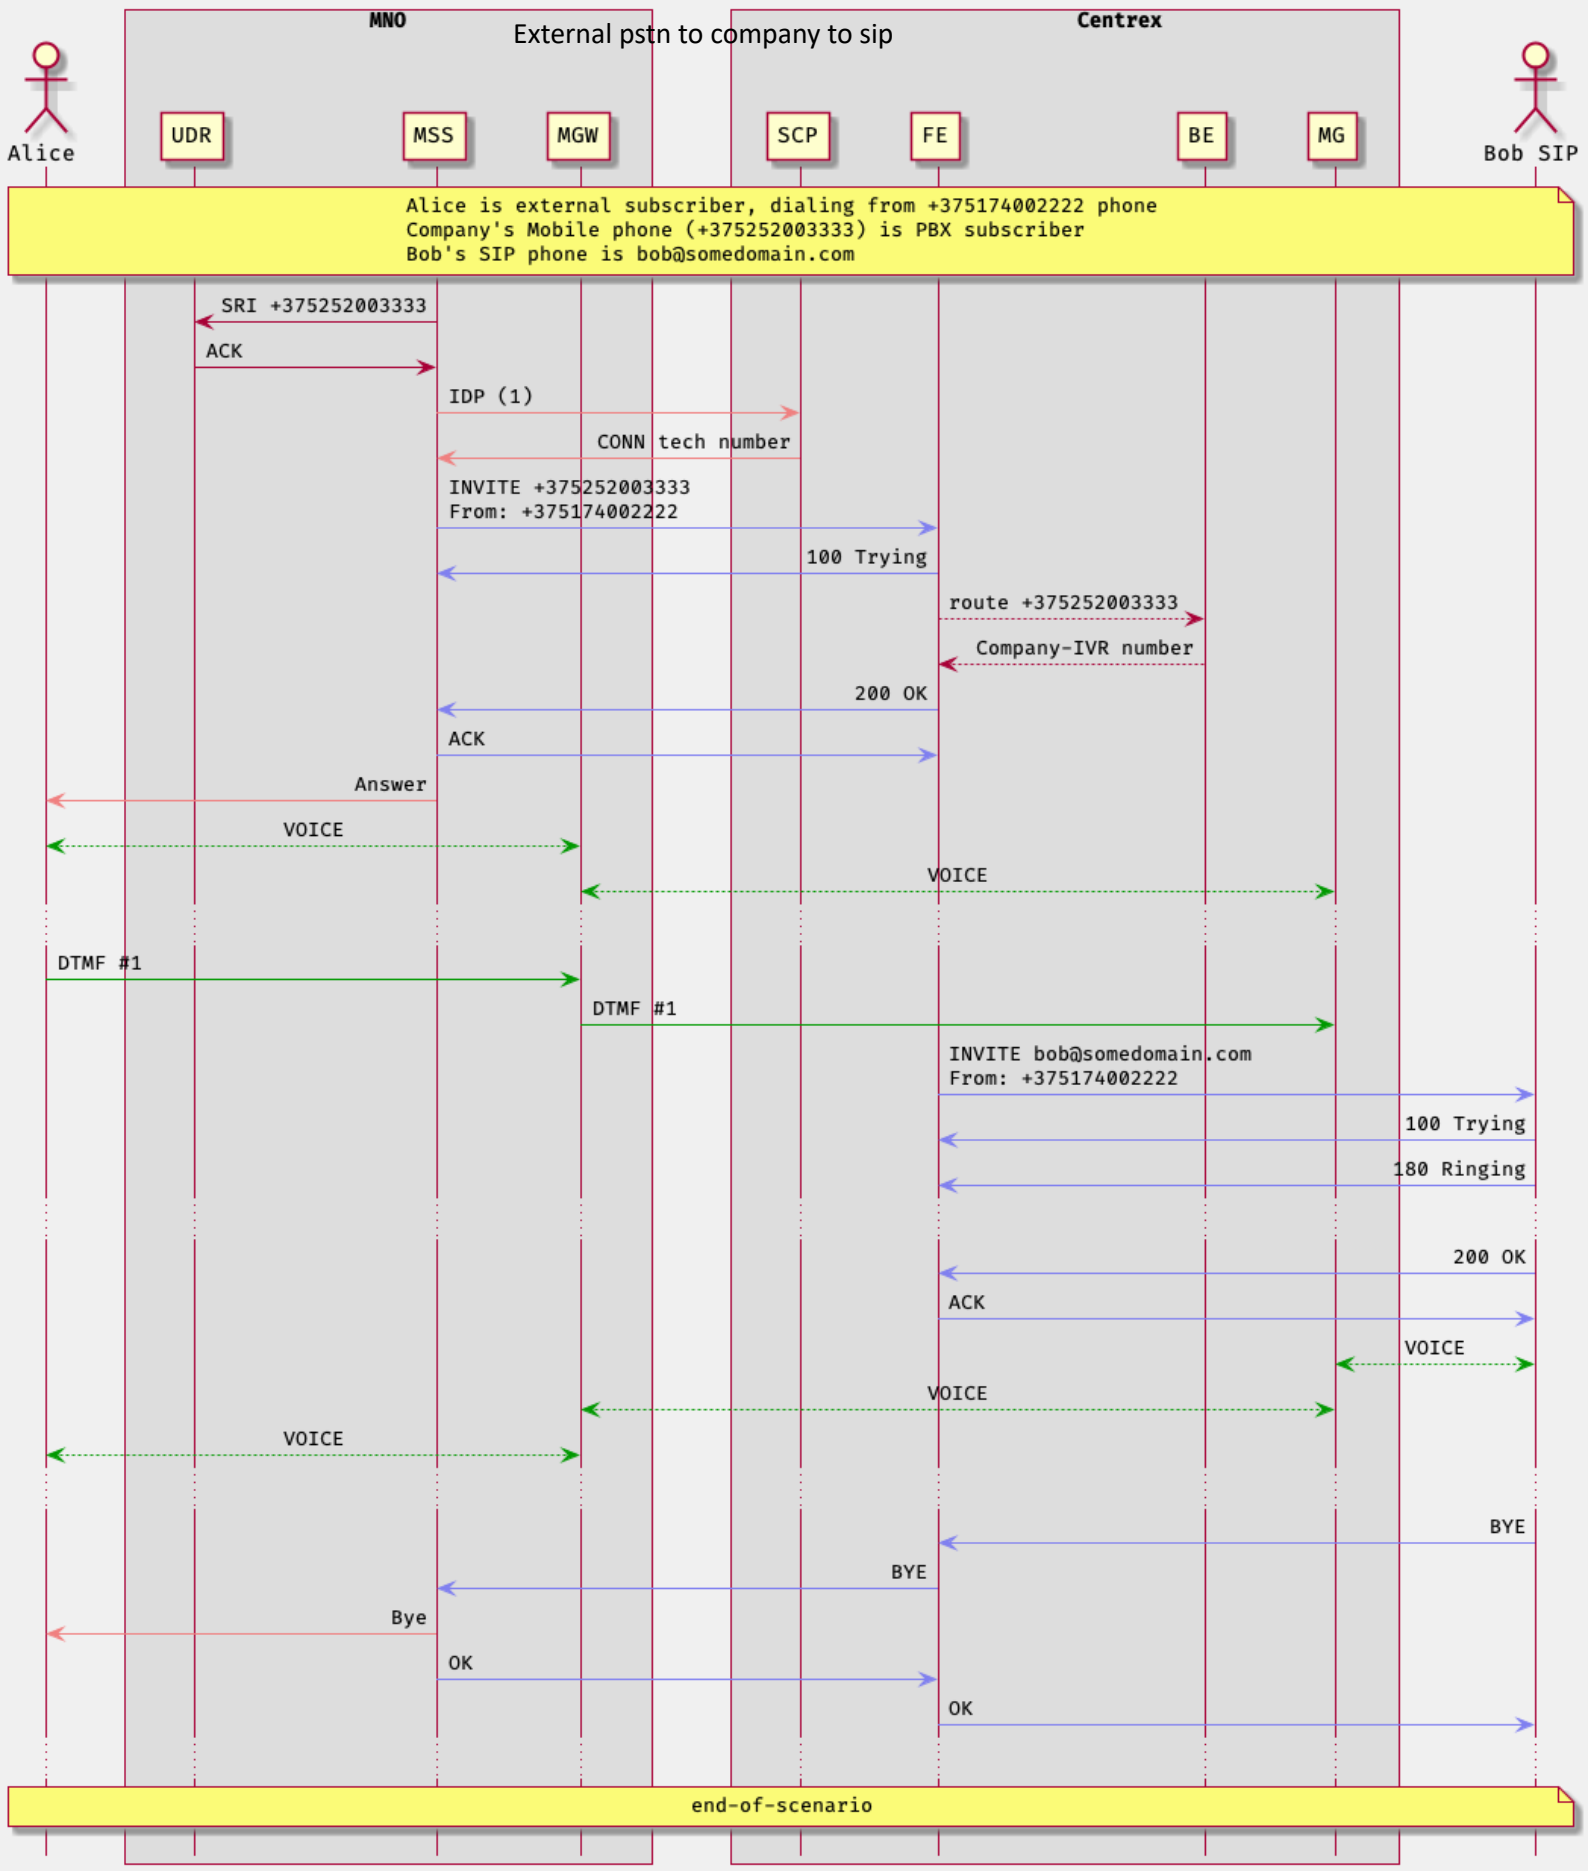 MNO
Centrex
External pstn to company to sip
Alice
UDR
MSS
MGW
SCP
FE
BE
MG
Bob SIP
Alice is external subscriber, dialing from +375174002222 phone
Company's Mobile phone (+375252003333) is PBX subscriber
Bob's SIP phone is bob@somedomain.com
SRI +375252003333
ACK
IDP (1)
CONN tech number
INVITE +375252003333
From: +375174002222
100 Trying
route +375252003333
Company-IVR number
200 OK
ACK
Answer
VOICE
VOICE
DTMF #1
DTMF #1
INVITE bob@somedomain.com
From: +375174002222
100 Trying
180 Ringing
200 OK
ACK
VOICE
VOICE
VOICE
BYE
BYE
Bye
OK
OK
end-of-scenario